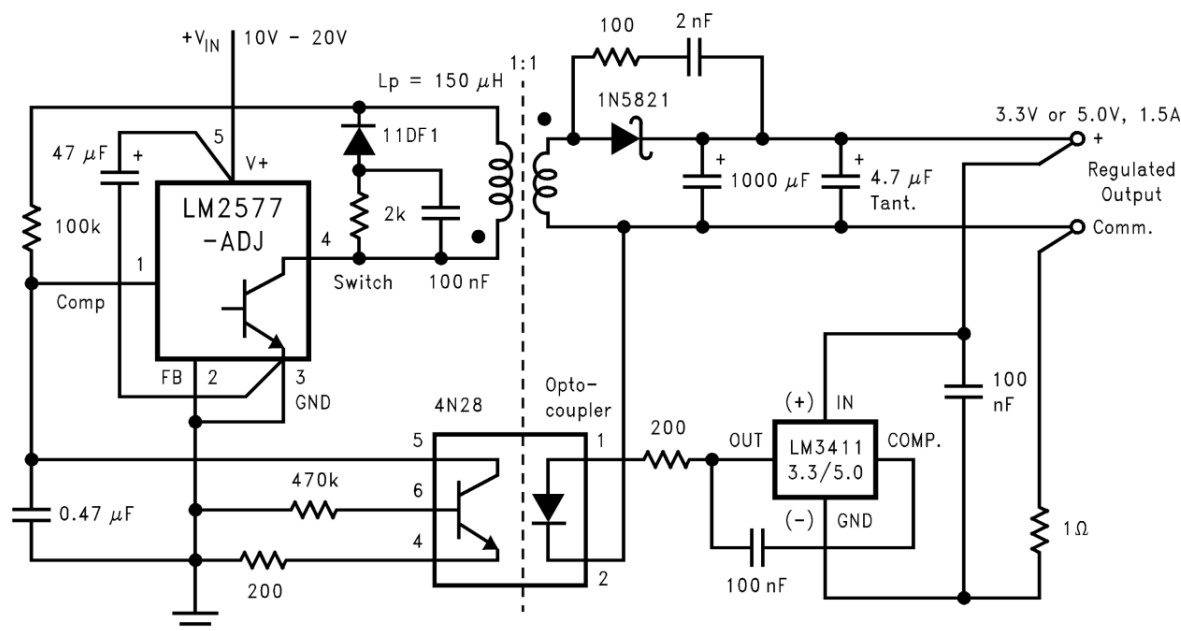 100
2 nF
+VIN
10V - 20V
1:1
Lp = 150 μH
1N5821
3.3V or 5.0V, 1.5A
+
5
11DF1
47 μF
+
V+
+
1000 μF
+
4.7 μF
Tant.
Regulated
Output
LM2577
-ADJ
2k
100k
4
Comm.
1
Comp
Switch
100 nF
FB
2
3
GND
Opto-
coupler
100
nF
4N28
(+)
IN
5
1
200
OUT
LM3411
3.3/5.0
COMP.
470k
6
0.47 μF
(-)
GND
4
1Ω
200
2
100 nF